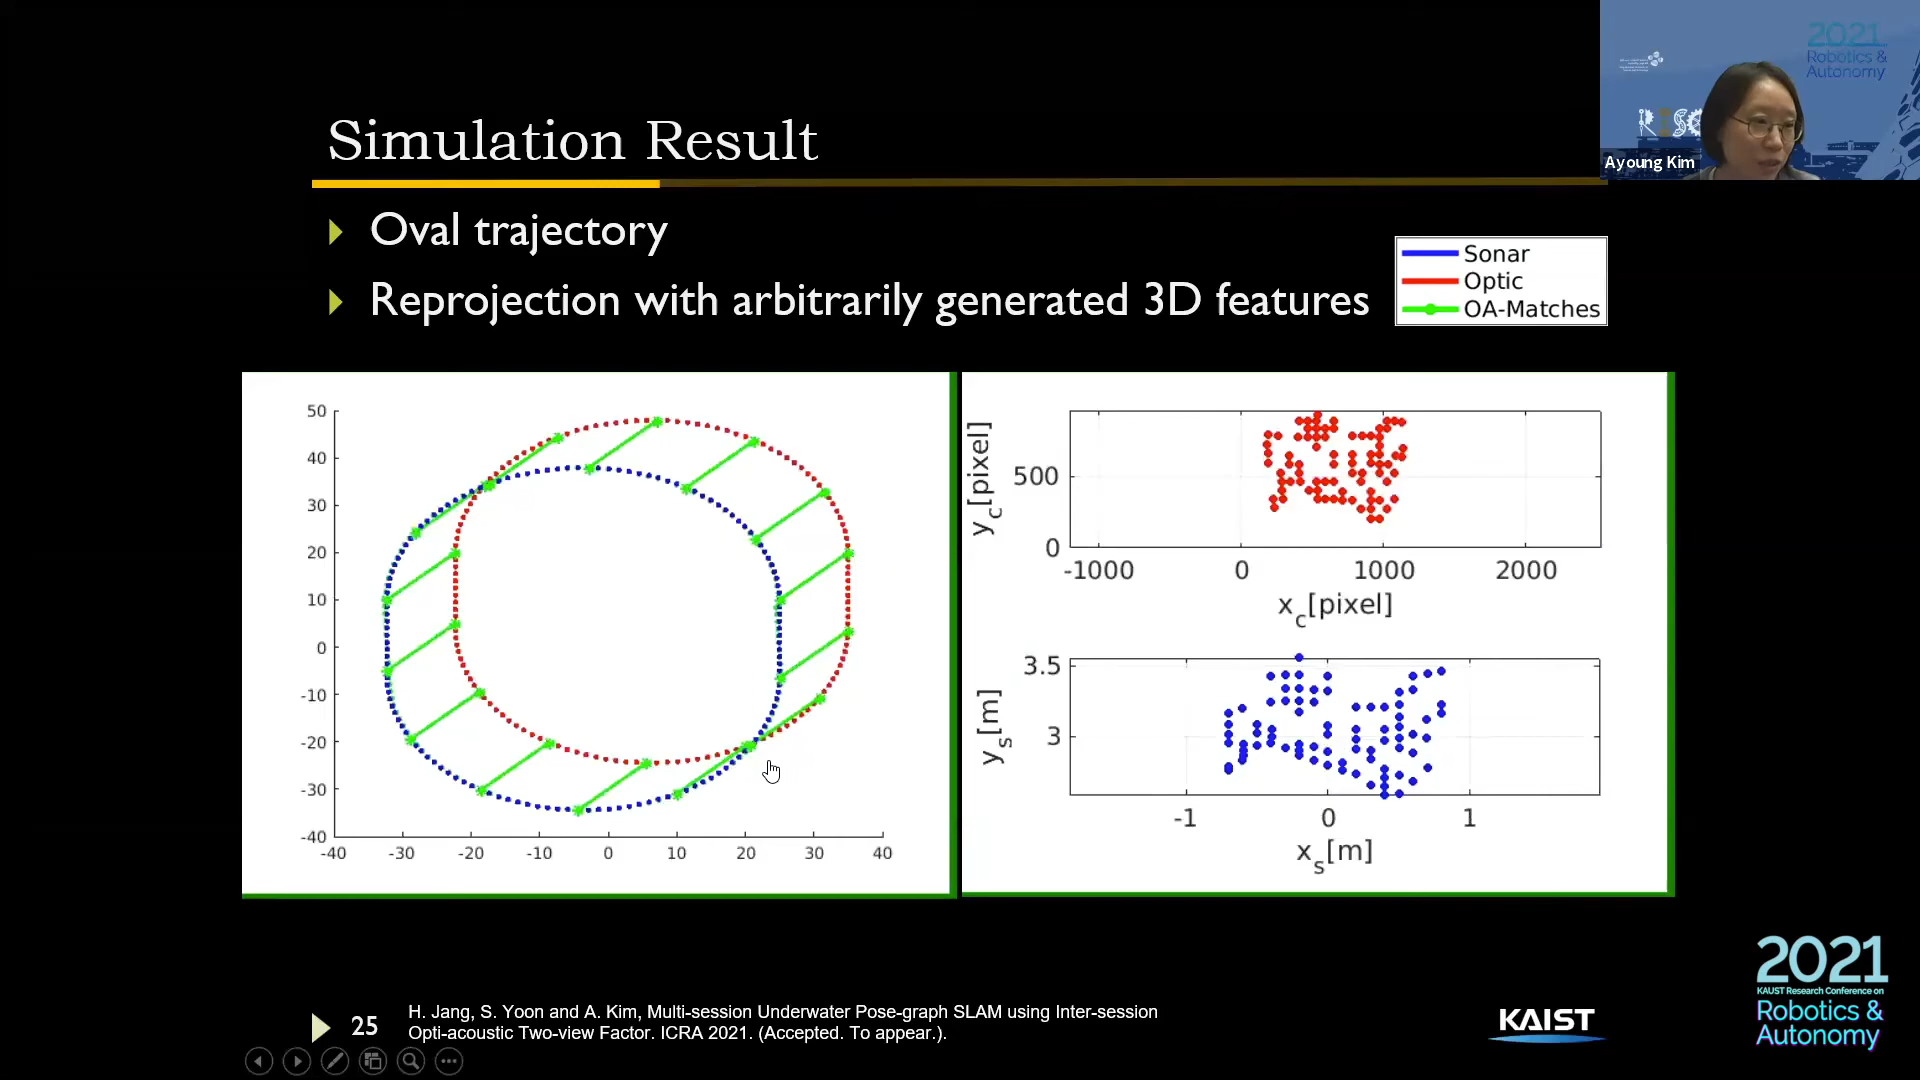 Simulation Result
Oval trajectory
Reprojection with arbitrarily generated 3D features
Sonar
Optic
OA-Matches
2021
Robotics &
Autonomy
Ayoung Kim
50
40
30
20
10
0
-10
-20
-30
-40
-40 -30 -20 -10 0 10 20 30 40
y_c[pixel]
500
0
-1000 0 1000 2000
x_c[pixel]
y_s[m]
3.5
3
-1 0 1
x_s[m]
25
H. Jang, S. Yoon and A. Kim, Multi-session Underwater Pose-graph SLAM using Inter-session
Opti-acoustic Two-view Factor. ICRA 2021. (Accepted. To appear.).
KAIST
2021
KAUST Research Conference on
Robotics &
Autonomy